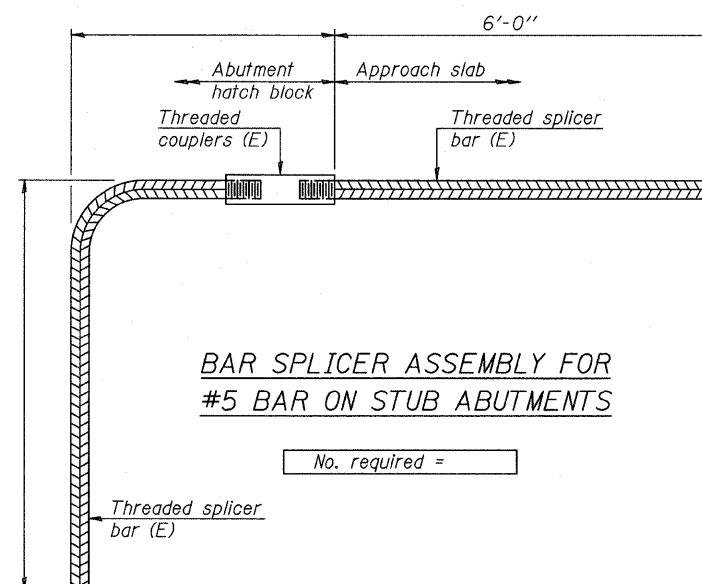 6'-0"
Abutment
hatch block
Approach slab
Threaded
couplers (E)
Threaded splicer
bar (E)
BAR SPLICER ASSEMBLY FOR
#5 BAR ON STUB ABUTMENTS
No. required =
Threaded splicer
bar (E)